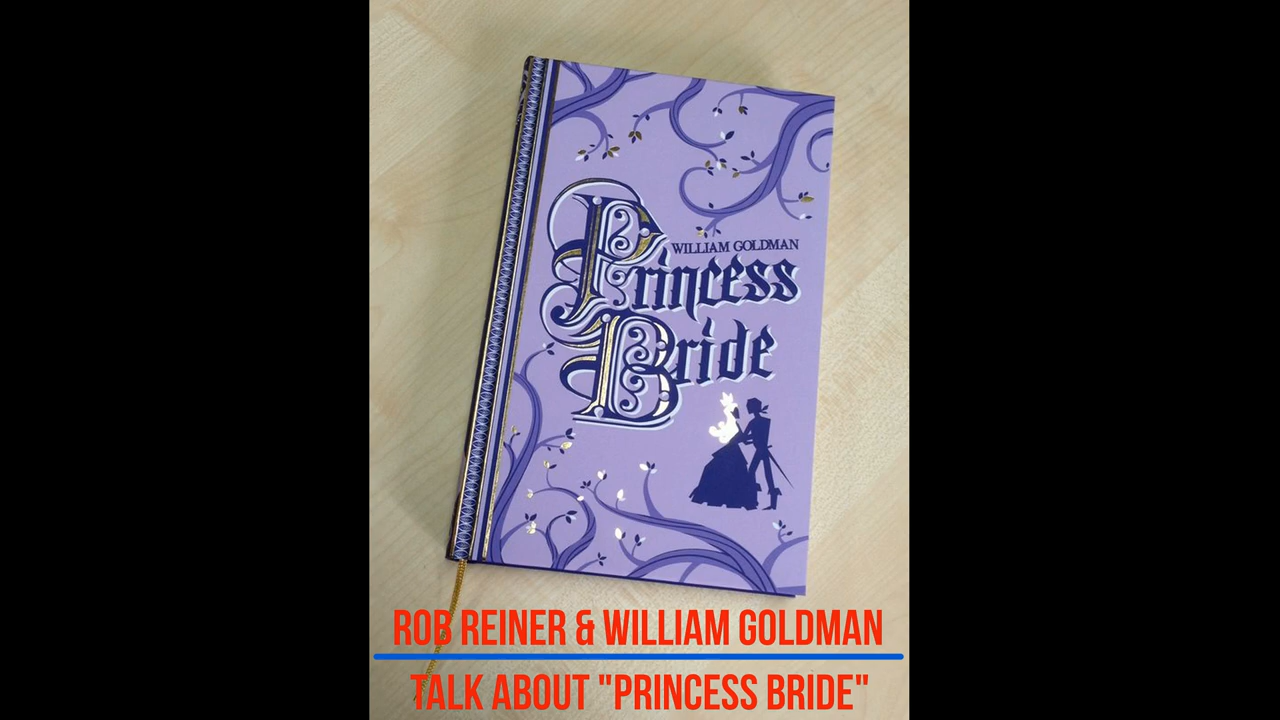 WILLIAM GOLDMAN
Princess
Bride
ROB REINER & WILLIAM GOLDMAN
TALK ABOUT "PRINCESS BRIDE"